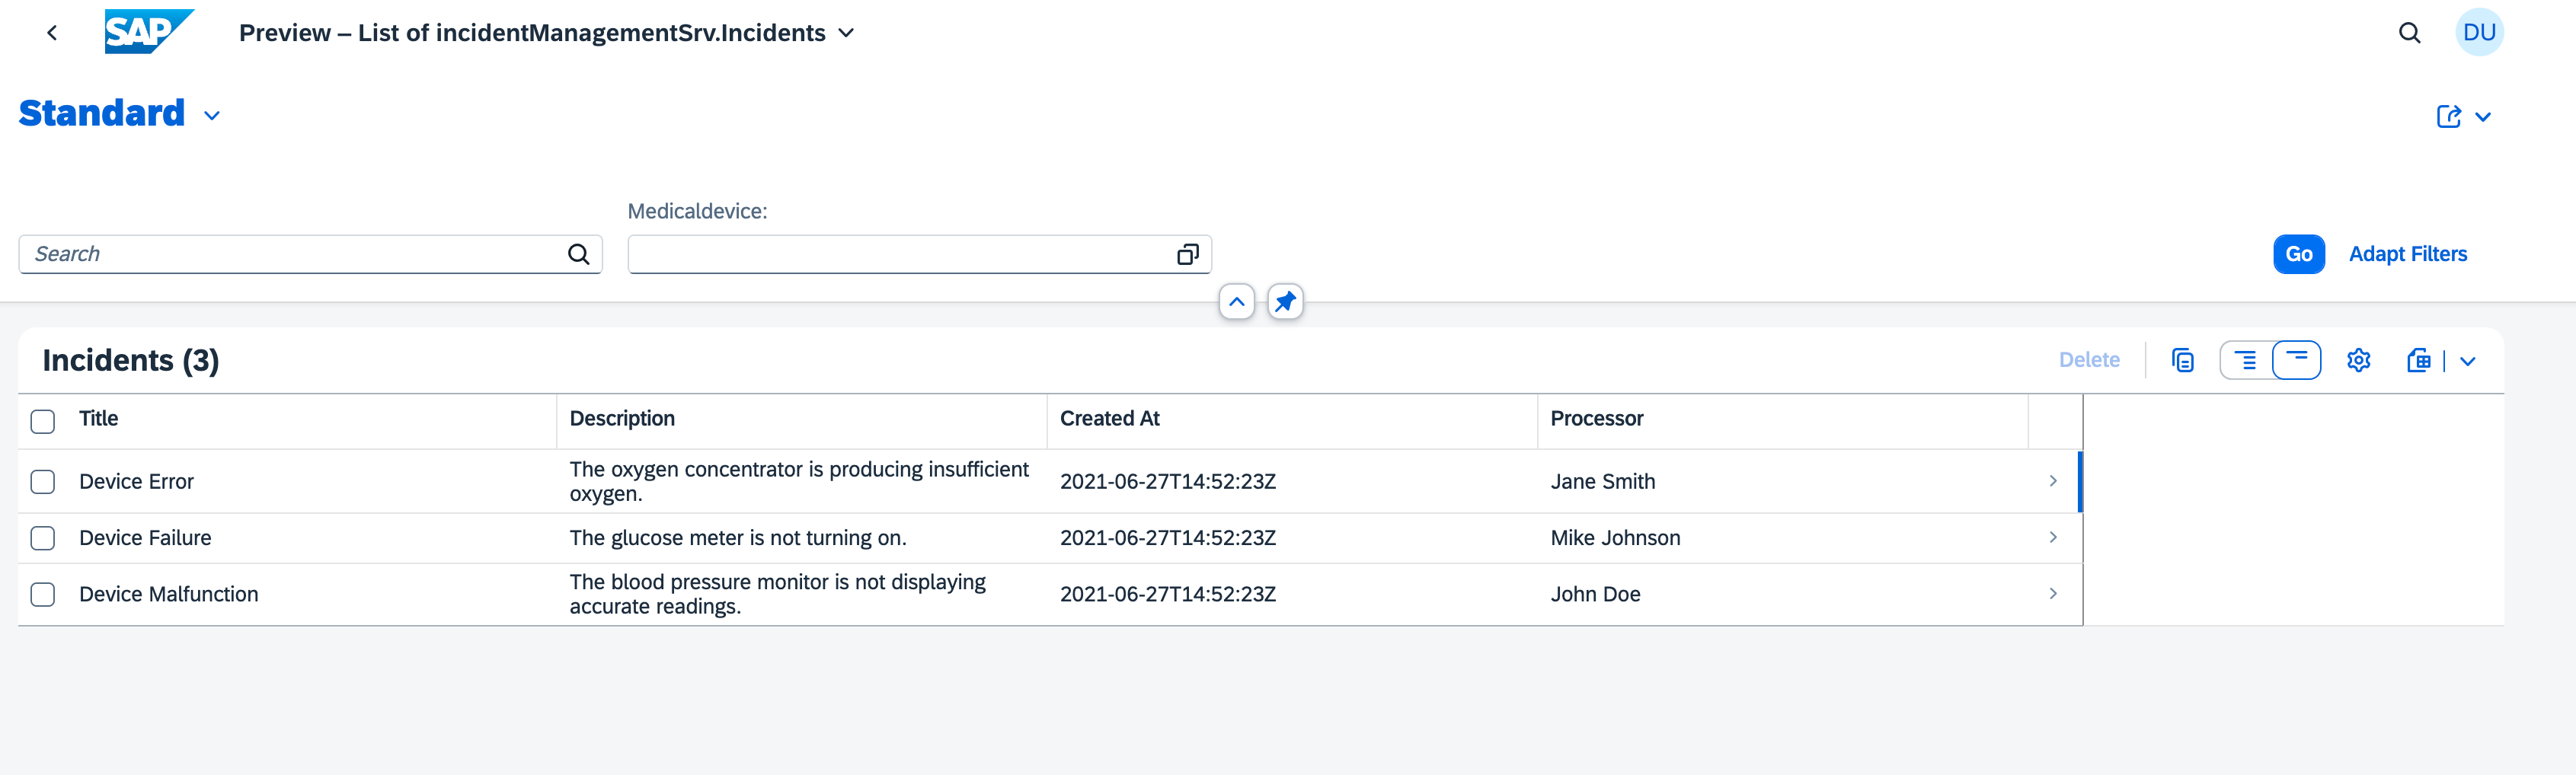 SAP
Preview – List of incidentManagementSrv.Incidents
DU
Standard
Medicaldevice:
Search
Go
Adapt Filters
Incidents (3)
Delete
Title
Description
Created At
Processor
Device Error
The oxygen concentrator is producing insufficient
oxygen.
2021-06-27T14:52:23Z
Jane Smith
Device Failure
The glucose meter is not turning on.
2021-06-27T14:52:23Z
Mike Johnson
Device Malfunction
The blood pressure monitor is not displaying
accurate readings.
2021-06-27T14:52:23Z
John Doe